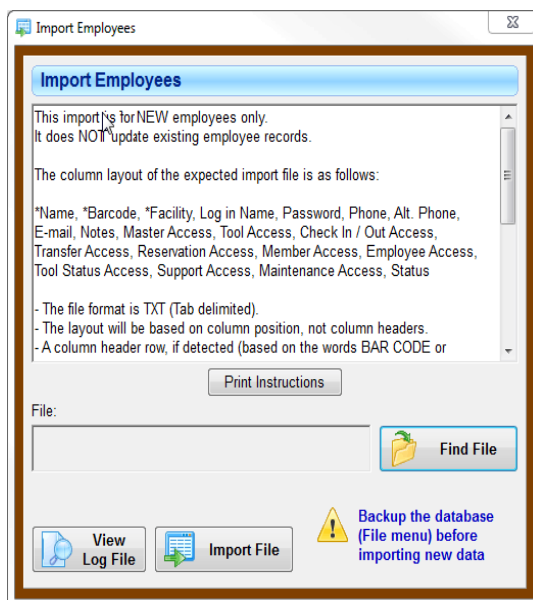 Import Employees
Import Employees
This import is for NEW employees only.
It does NOT update existing employee records.
The column layout of the expected import file is as follows:
*Name, *Barcode, *Facility, Log in Name, Password, Phone, Alt. Phone,
E-mail, Notes, Master Access, Tool Access, Check In / Out Access,
Transfer Access, Reservation Access, Member Access, Employee Access,
Tool Status Access, Support Access, Maintenance Access, Status
- The file format is TXT (Tab delimited).
- The layout will be based on column position, not column headers.
- A column header row, if detected (based on the words BAR CODE or
Print Instructions
File:
Find File
View
Log File
Import File
Backup the database
(File menu) before
importing new data